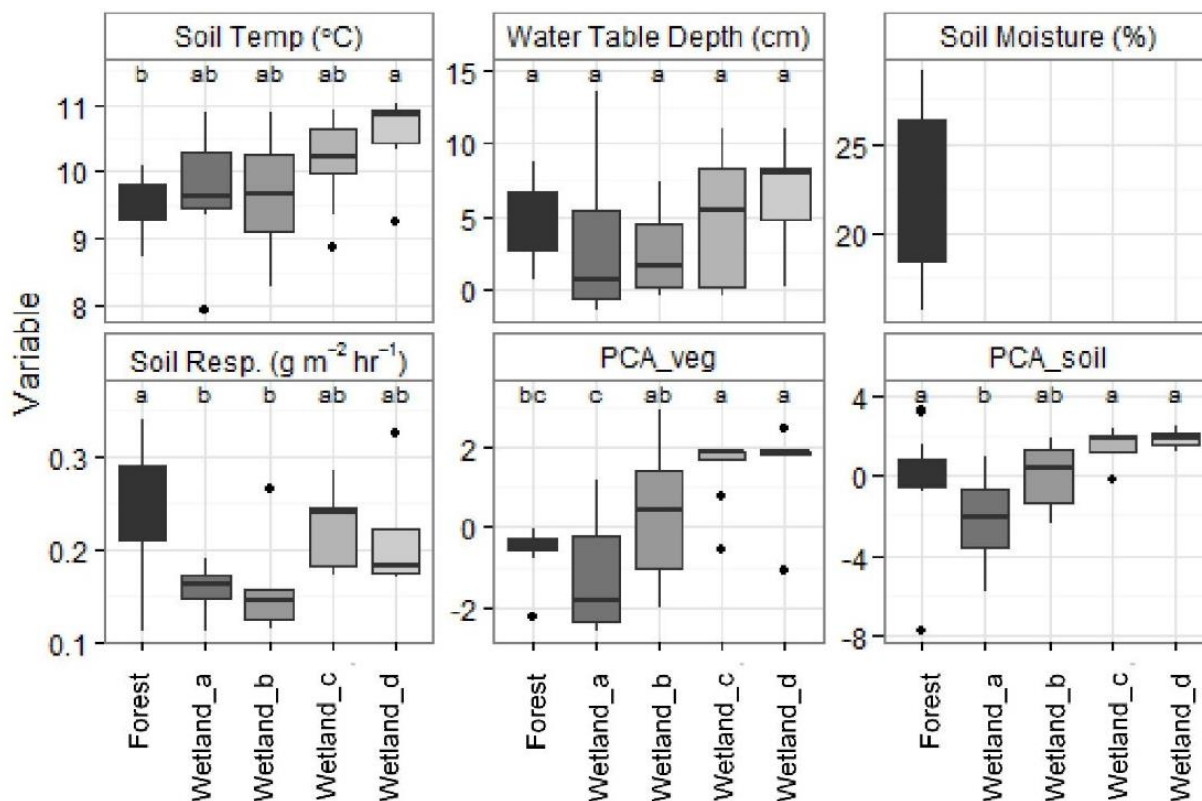 Soil Temp (°C) Water Table Depth (cm) Soil Moisture (%)
b ab ab ab a
a a a a a
11
10
9
8
15
10
5
0
25
20
Variable
Soil Resp. (g m⁻² hr⁻¹) PCA_veg PCA_soil
a b b ab ab
bc c ab a a
a b ab a a
0.3
0.2
0.1
2
0
-2
4
0
-4
-8
Forest
Wetland_a
Wetland_b
Wetland_c
Wetland_d
Forest
Wetland_a
Wetland_b
Wetland_c
Wetland_d
Forest
Wetland_a
Wetland_b
Wetland_c
Wetland_d